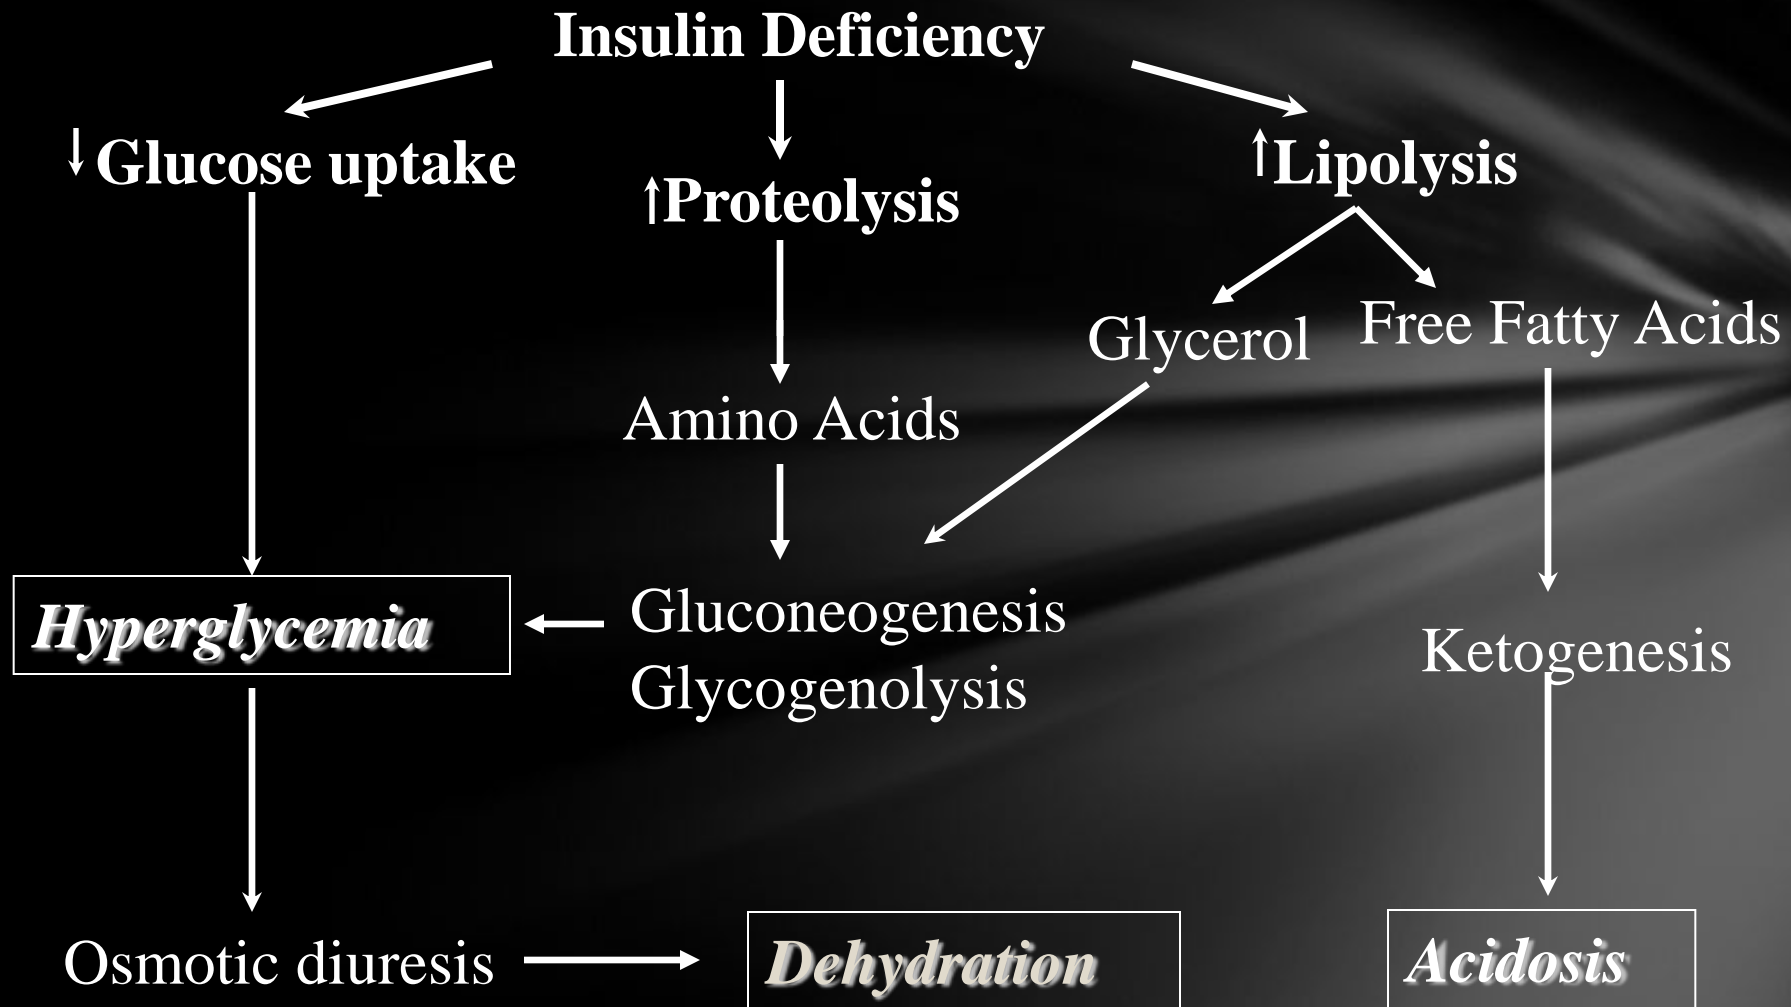 Insulin Deficiency
↓ Glucose uptake
↑Proteolysis
↑Lipolysis
Glycerol
Free Fatty Acids
Amino Acids
Hyperglycemia
Gluconeogenesis
Glycogenolysis
Ketogenesis
Osmotic diuresis
Dehydration
Acidosis